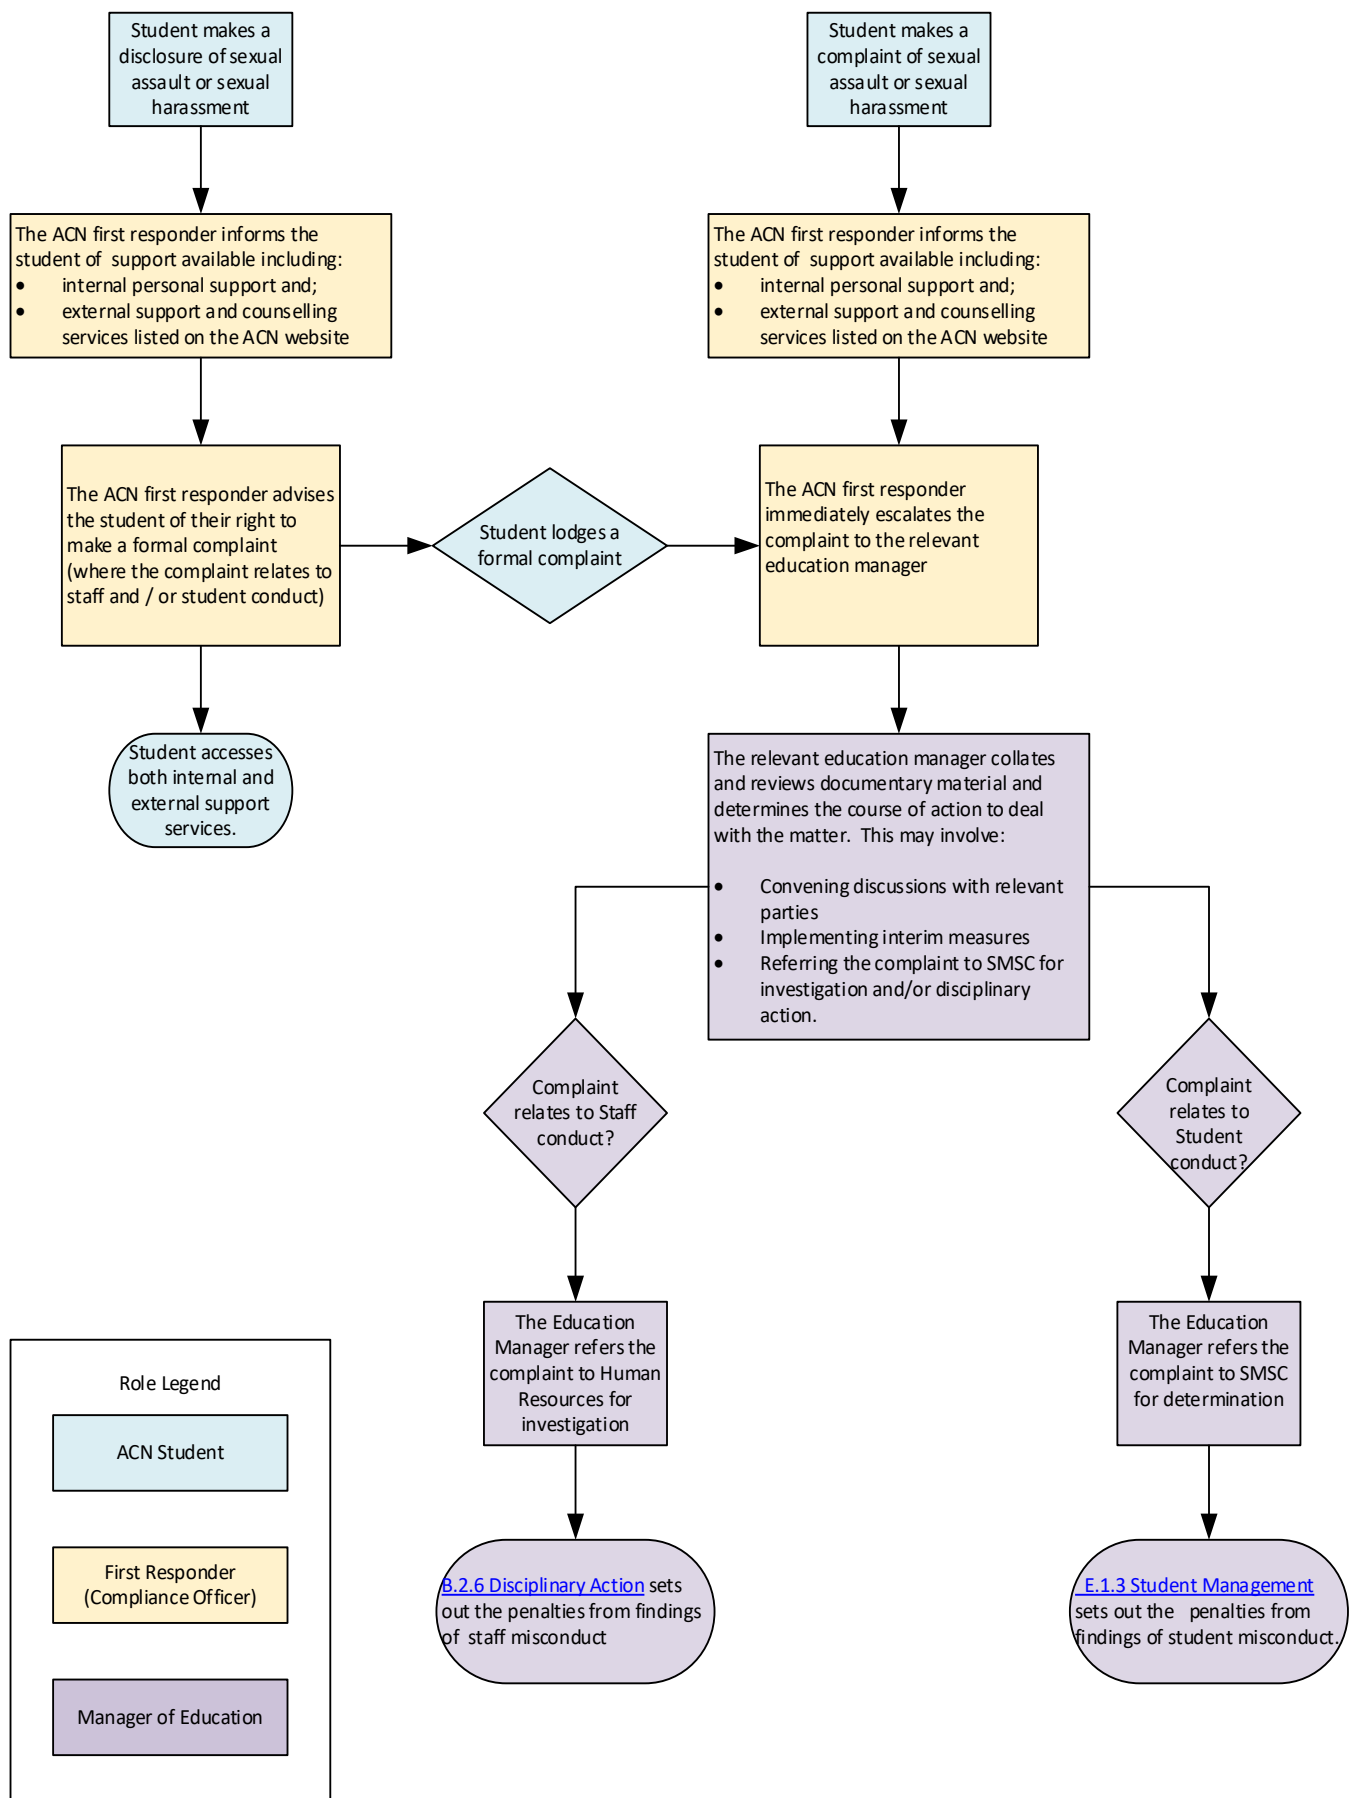 Student makes a
disclosure of sexual
assault or sexual
harassment
Student makes a
complaint of sexual
assault or sexual
harassment
The ACN first responder informs the
student of support available including:
• internal personal support and;
• external support and counselling
services listed on the ACN website
The ACN first responder informs the
student of support available including:
• internal personal support and;
• external support and counselling
services listed on the ACN website
The ACN first responder advises
the student of their right to
make a formal complaint
(where the complaint relates to
staff and / or student conduct)
Student lodges a
formal complaint
The ACN first responder
immediately escalates the
complaint to the relevant
education manager
Student accesses
both internal and
external support
services.
The relevant education manager collates
and reviews documentary material and
determines the course of action to deal
with the matter. This may involve:
• Convening discussions with relevant
parties
• Implementing interim measures
• Referring the complaint to SMSC for
investigation and/or disciplinary
action.
Complaint
relates to Staff
conduct?
Complaint
relates to
Student
conduct?
The Education
Manager refers the
complaint to Human
Resources for
investigation
The Education
Manager refers the
complaint to SMSC
for determination
B.2.6 Disciplinary Action sets
out the penalties from findings
of staff misconduct
E.1.3 Student Management
sets out the penalties from
findings of student misconduct.
Role Legend
ACN Student
First Responder
(Compliance Officer)
Manager of Education